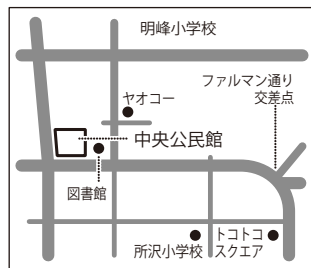 明峰小学校
ファルマン通り
交差点
ヤオコー
中央公民館
図書館
所沢小学校
トコトコ
スクエア